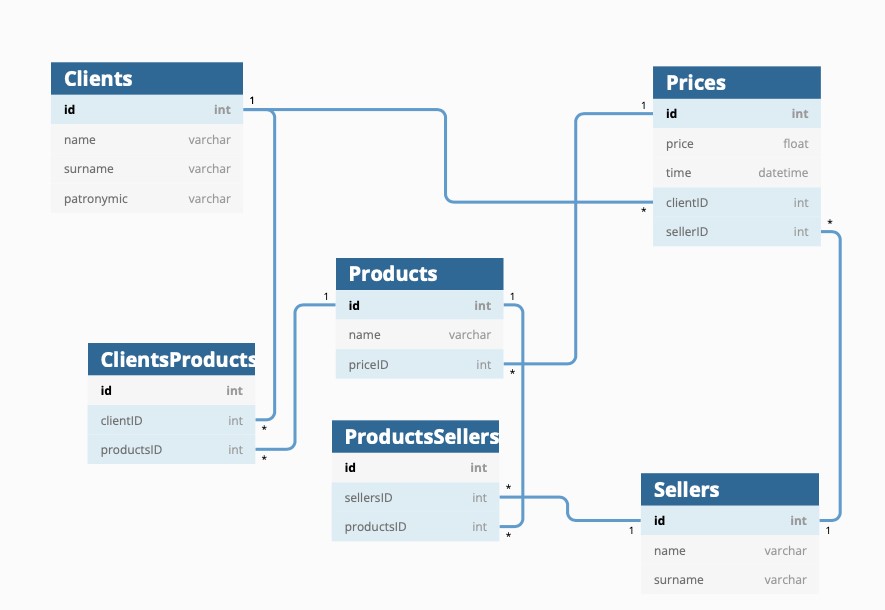 Clients
id int
name varchar
surname varchar
patronymic varchar
1
Prices
id int
price float
time datetime
clientID int
sellerID int
1
*
*
Products
id int
name varchar
priceID int
1
1
*
ClientsProducts
id int
clientID int
productsID int
*
*
ProductsSellers
id int
sellersID int
productsID int
*
*
Sellers
id int
name varchar
surname varchar
1
1